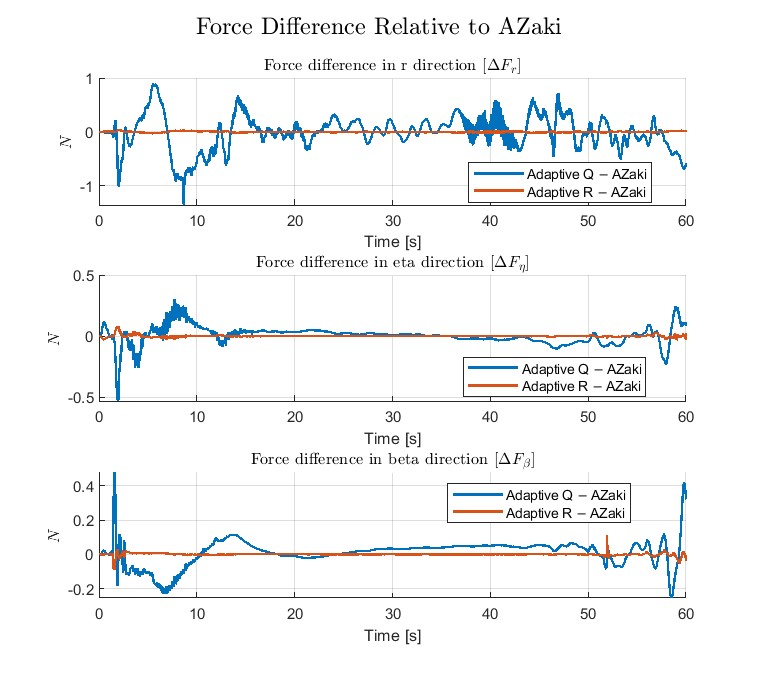 Force Difference Relative to AZaki
Force difference in r direction [ΔFr]
1
0
-1
N
Adaptive Q − AZaki
Adaptive R − AZaki
0 10 20 30 40 50 60
Time [s]
Force difference in eta direction [ΔFη]
0.5
0
-0.5
N
Adaptive Q − AZaki
Adaptive R − AZaki
0 10 20 30 40 50 60
Time [s]
Force difference in beta direction [ΔFβ]
0.4
0.2
0
-0.2
N
Adaptive Q − AZaki
Adaptive R − AZaki
0 10 20 30 40 50 60
Time [s]